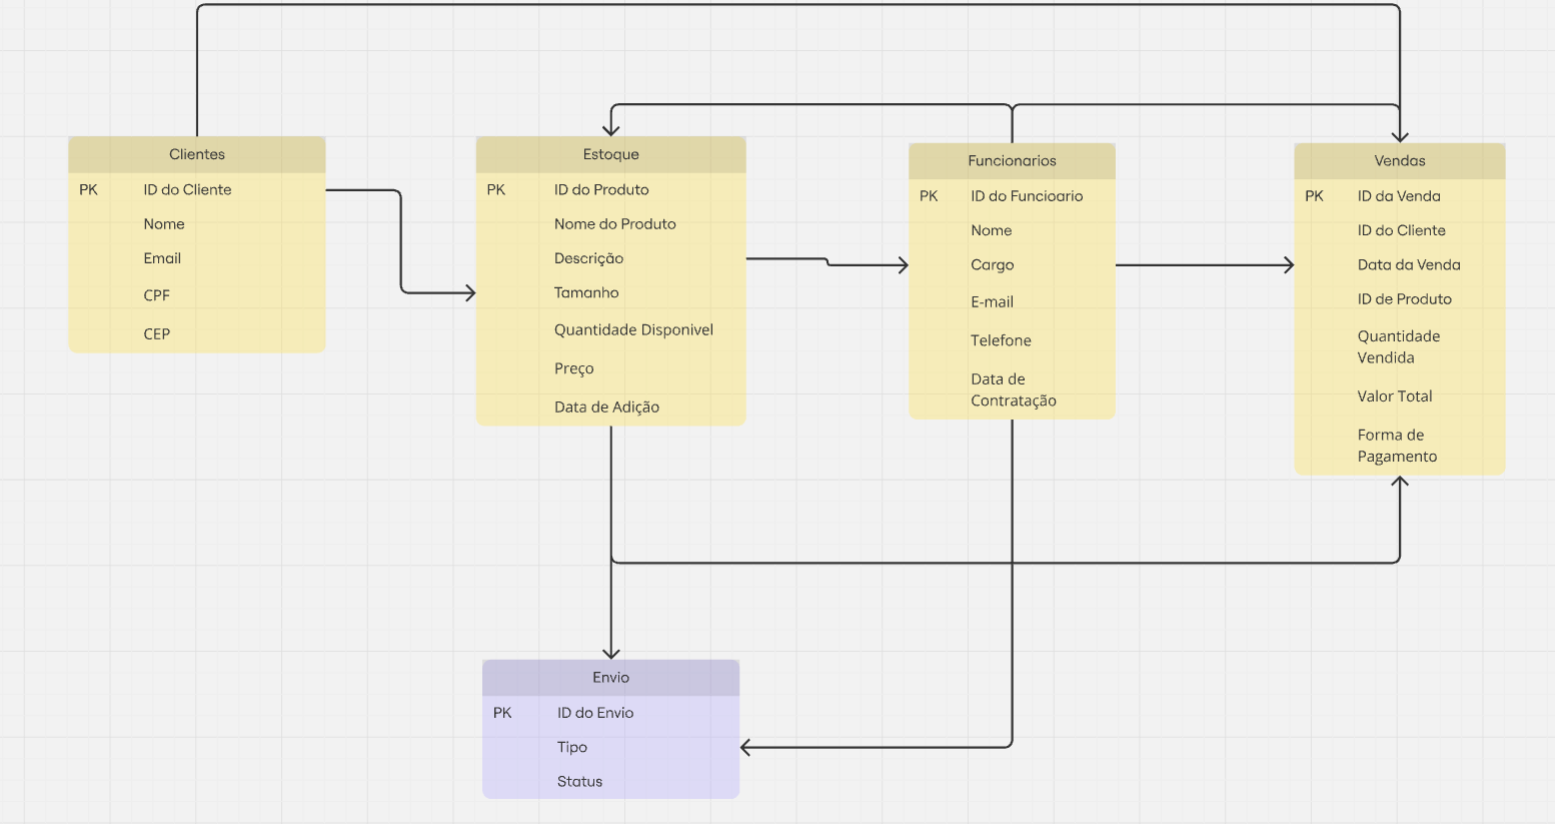 Clientes
PK ID do Cliente
Nome
Email
CPF
CEP
Estoque
PK ID do Produto
Nome do Produto
Descrição
Tamanho
Quantidade Disponivel
Preço
Data de Adição
Funcionarios
PK ID do Funcioario
Nome
Cargo
E-mail
Telefone
Data de
Contratação
Vendas
PK ID da Venda
ID do Cliente
Data da Venda
ID de Produto
Quantidade
Vendida
Valor Total
Forma de
Pagamento
Envio
PK ID do Envio
Tipo
Status